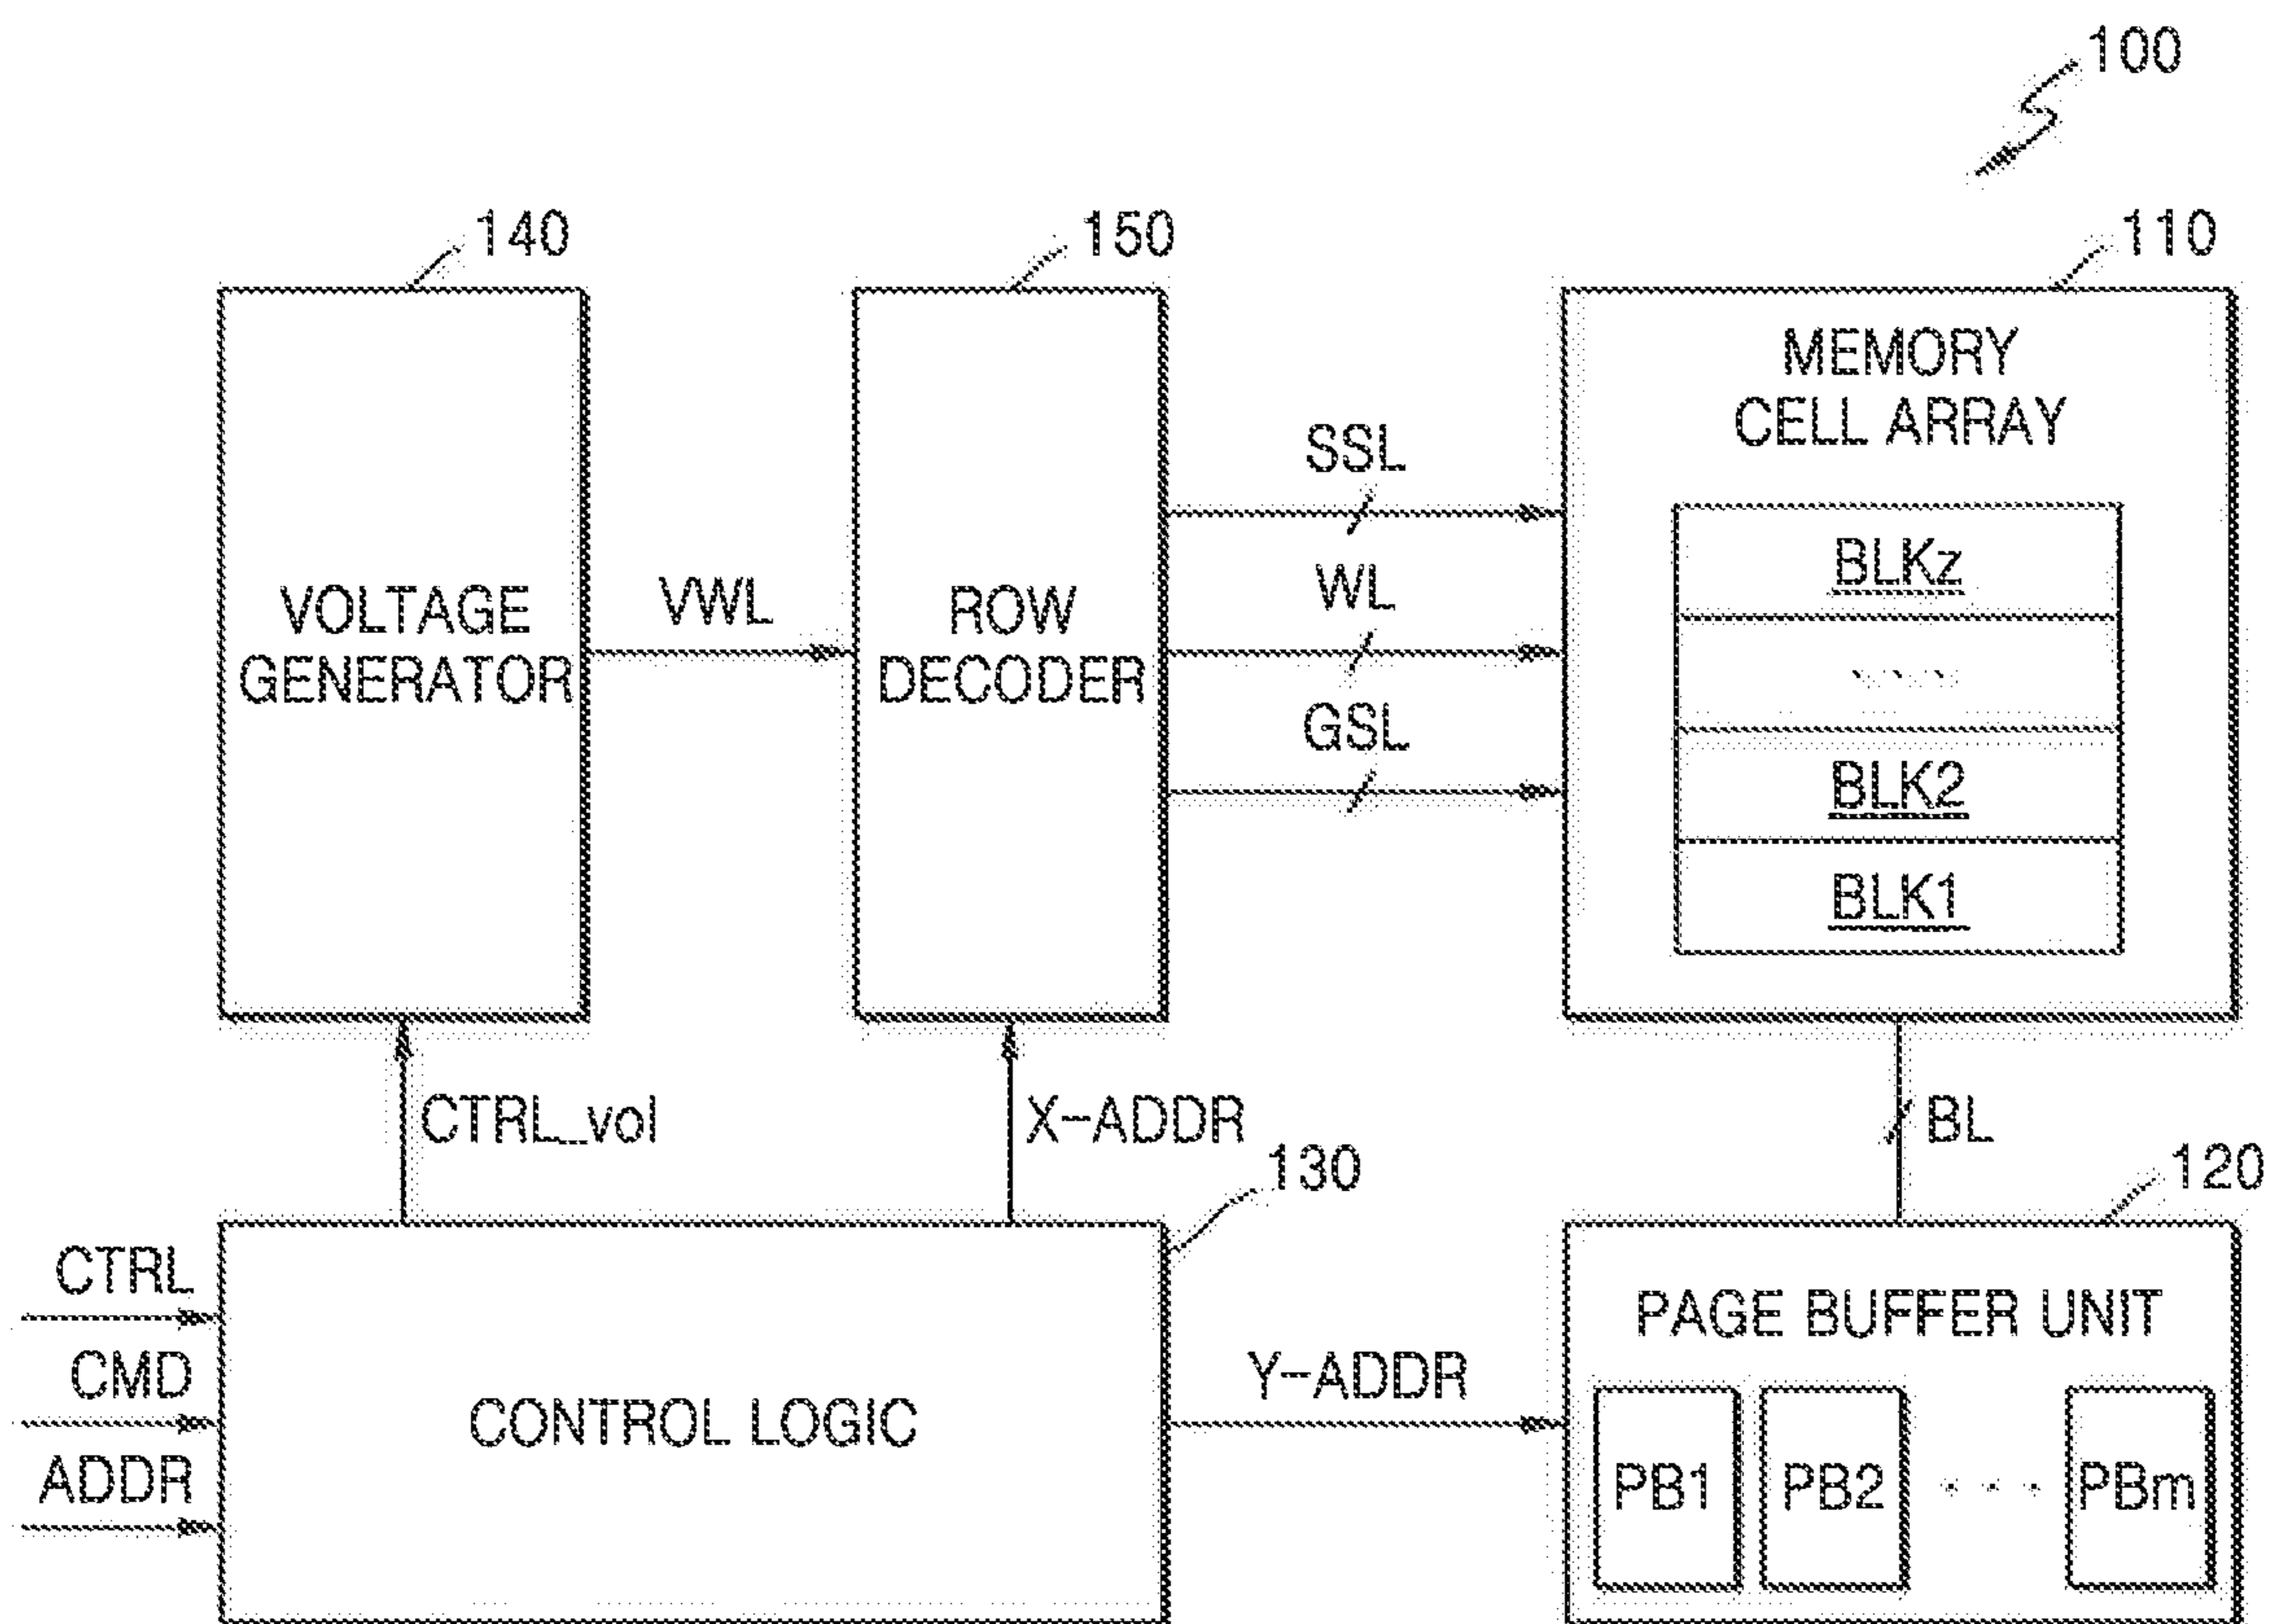 100
140
150
110
MEMORY
CELL ARRAY
SSL
BLKz
VOLTAGE
GENERATOR
VWL
ROW
DECODER
WL
GSL
BLK2
BLK1
CTRL_vol
X-ADDR
BL
130
120
CTRL
CMD
ADDR
CONTROL LOGIC
Y-ADDR
PAGE BUFFER UNIT
PB1 PB2 . . . PBm